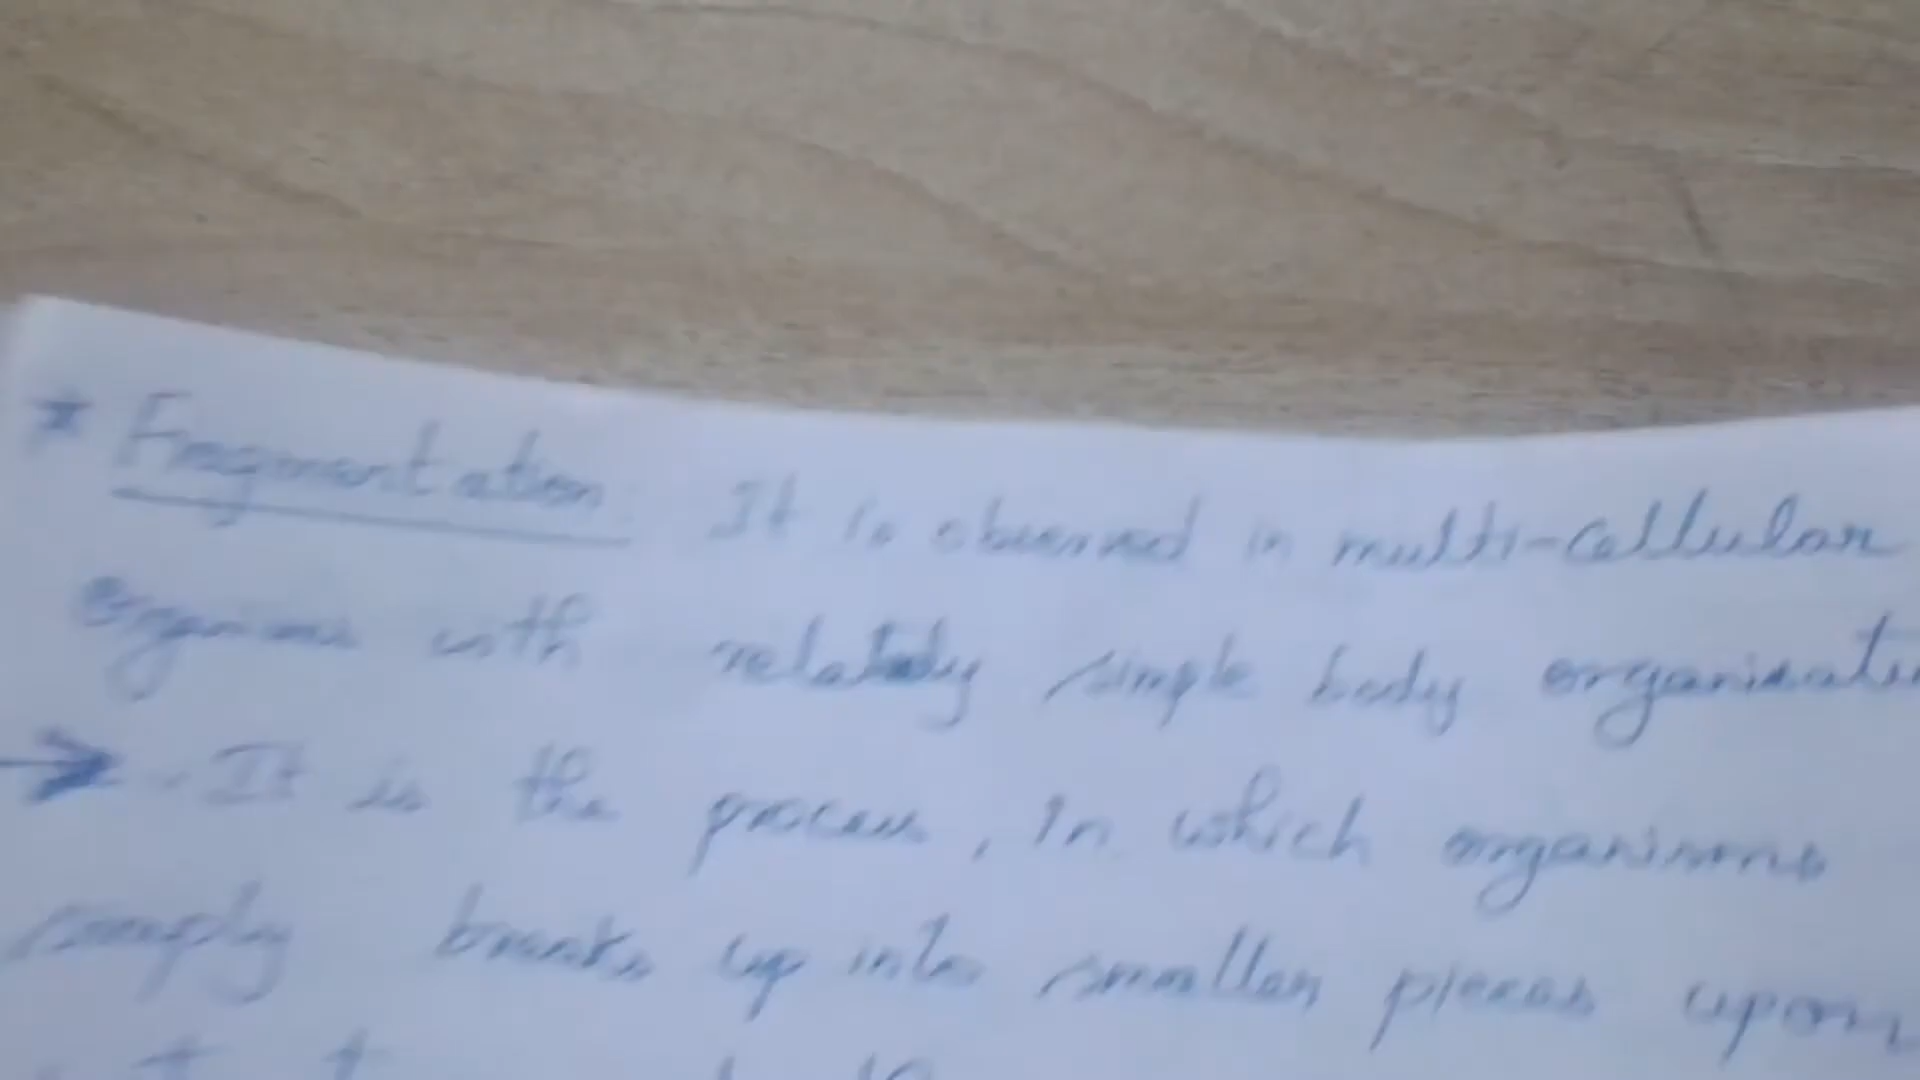 * Fragmentation: It is observed in multi-cellular
organisms with relatively simple body
→ . It is the process, in which organisms
simply breaks up into smaller pieces upon